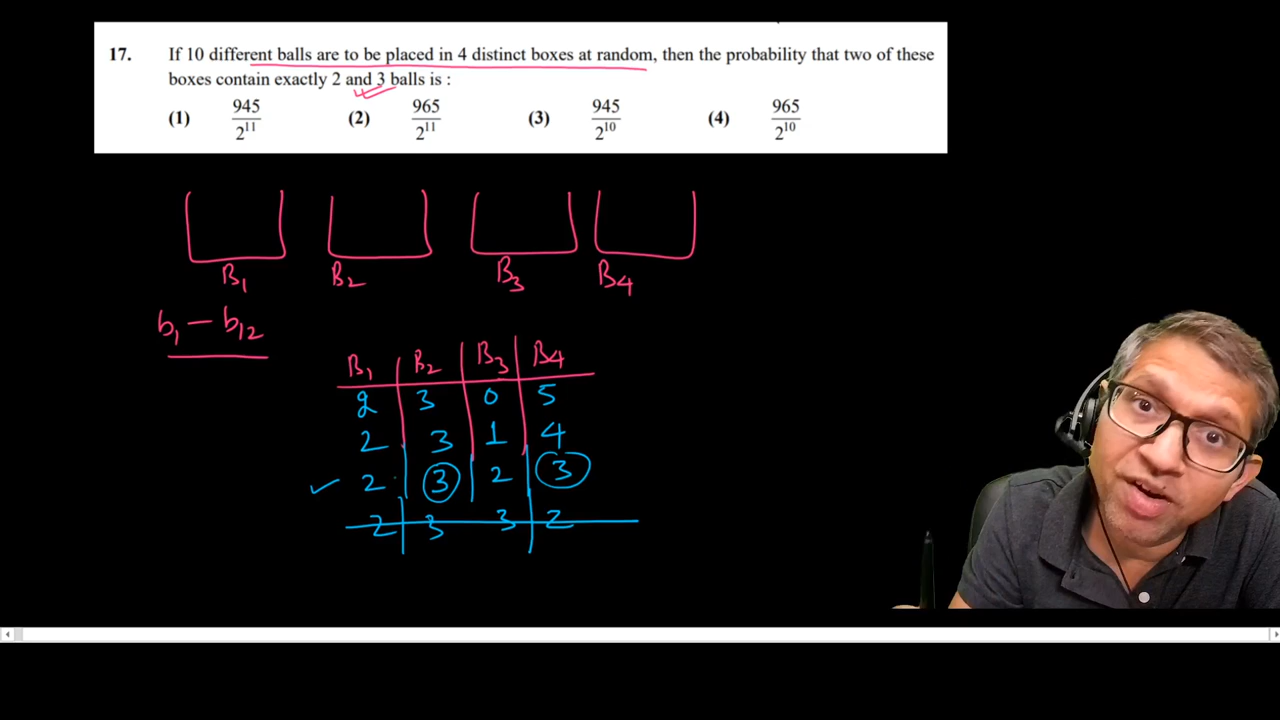 17. If 10 different balls are to be placed in 4 distinct boxes at random, then the probability that two of these
boxes contain exactly 2 and 3 balls is :
(1) 945/2^11 (2) 965/2^11 (3) 945/2^10 (4) 965/2^10
B1 B2 B3 B4
b1 — b12
B1 B2 B3 B4
2 3 0 5
2 3 1 4
✓ 2 3 2 3
2 3 3 2